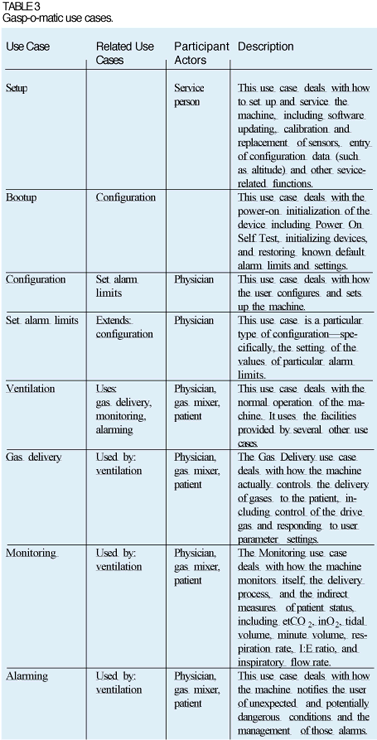 TABLE 3
Gasp-o-matic use cases.
Use Case
Related Use
Cases
Participant
Actors
Description
Setup
Service
person
This use case deals with how
to set up and service the
machine, including software
updating, calibration and
replacement of sensors, entry
of configuration data (such
as altitude) and other sevice-
related functions.
Bootup
Configuration
This use case deals with the
power-on initialization of the
device including Power On
Self Test, initializing devices,
and restoring known default
alarm limits and settings.
Configuration
Set alarm
limits
Physician
This use case deals with how
the user configures and sets
up the machine.
Set alarm limits
Extends:
configuration
Physician
This use case is a particular
type of configuration—spe-
cifically, the setting of the
values of particular alarm
limits.
Ventilation
Uses:
gas delivery,
monitoring,
alarming
Physician,
gas mixer,
patient
This use case deals with the
normal operation of the ma-
chine. It uses the facilities
provided by several other use
cases.
Gas delivery
Used by:
ventilation
Physician,
gas mixer,
patient
The Gas Delivery use case
deals with how the machine
actually controls the delivery
of gases to the patient, in-
cluding control of the drive
gas and responding to user
parameter settings.
Monitoring
Used by:
ventilation
Physician,
gas mixer,
patient
The Monitoring use case
deals with how the machine
monitors itself, the delivery
process, and the indirect
measures of patient status,
including etCO2, inO2, tidal
volume, minute volume, res-
piration rate, I:E ratio, and
inspiratory flow rate.
Alarming
Used by:
ventilation
Physician,
gas mixer,
patient
This use case deals with how
the machine notifies the user
of unexpected and potentially
dangerous conditions and the
management of those alarms.